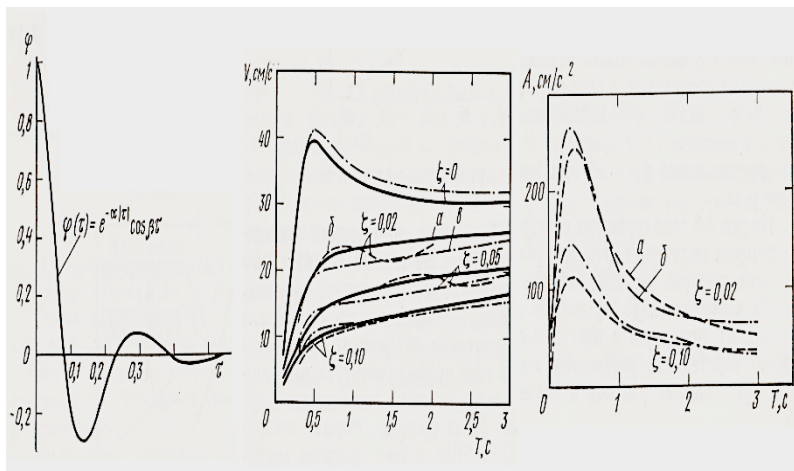 φ
1
0,8
0,6
0,4
0,2
0
-0,2
φ(τ)=e^-α|τ| cosβτ
0,1 0,2 0,3 τ
V, см/с
40
30
20
10
ζ=0
б ζ=0,02 а в
ζ=0,05
ζ=0,10
0 0,5 1 1,5 2 2,5 3
T, с
A, см/с²
200
100
а
б
ζ=0,02
ζ=0,10
0 1 2 3 T, с